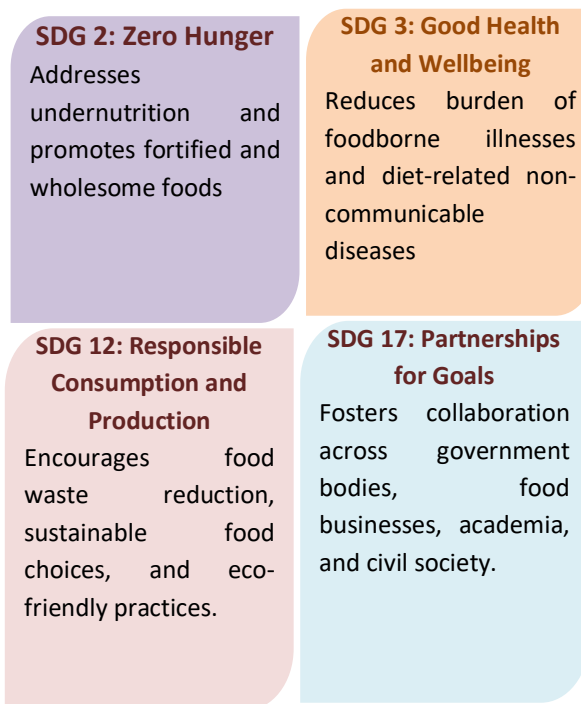 SDG 2: Zero Hunger
Addresses
undernutrition and
promotes fortified and
wholesome foods
SDG 3: Good Health
and Wellbeing
Reduces burden of
foodborne illnesses
and diet-related non-
communicable
diseases
SDG 12: Responsible
Consumption and
Production
Encourages food
waste reduction,
sustainable food
choices, and eco-
friendly practices.
SDG 17: Partnerships
for Goals
Fosters collaboration
across government
bodies, food
businesses, academia,
and civil society.